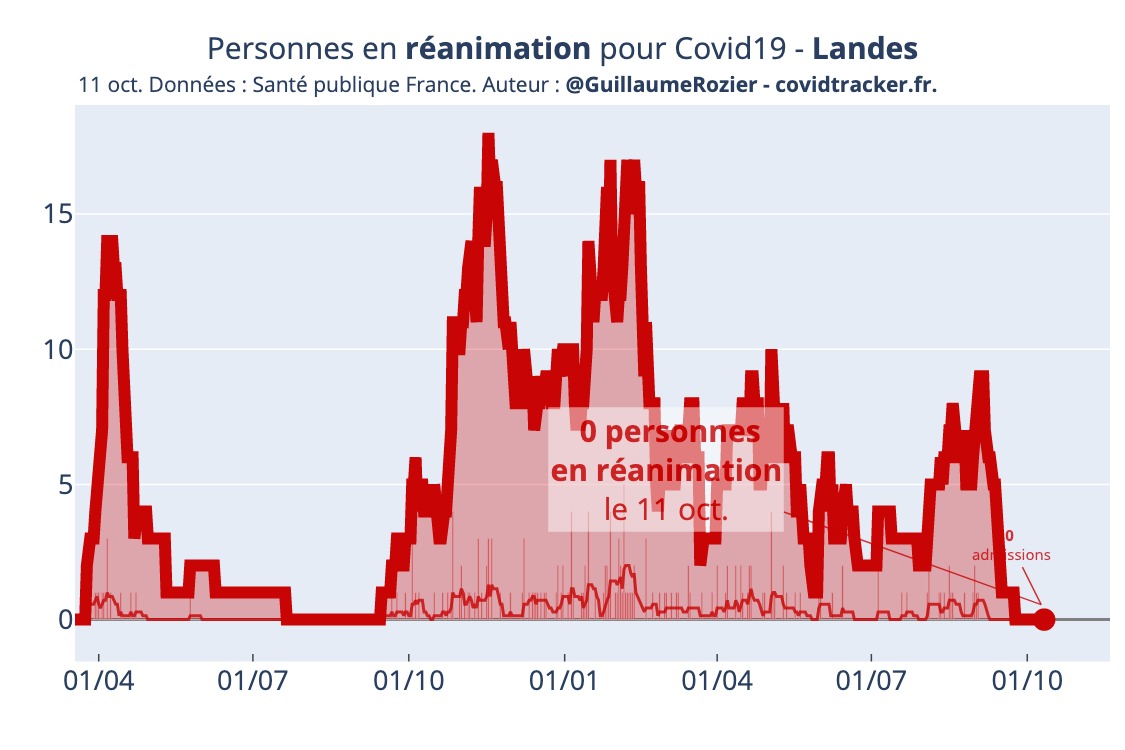 Personnes en réanimation pour Covid19 - Landes
11 oct. Données : Santé publique France. Auteur : @GuillaumeRozier - covidtracker.fr.
15
10
5
0
0 personnes
en réanimation
le 11 oct.
0
admissions
01/04
01/07
01/10
01/01
01/04
01/07
01/10